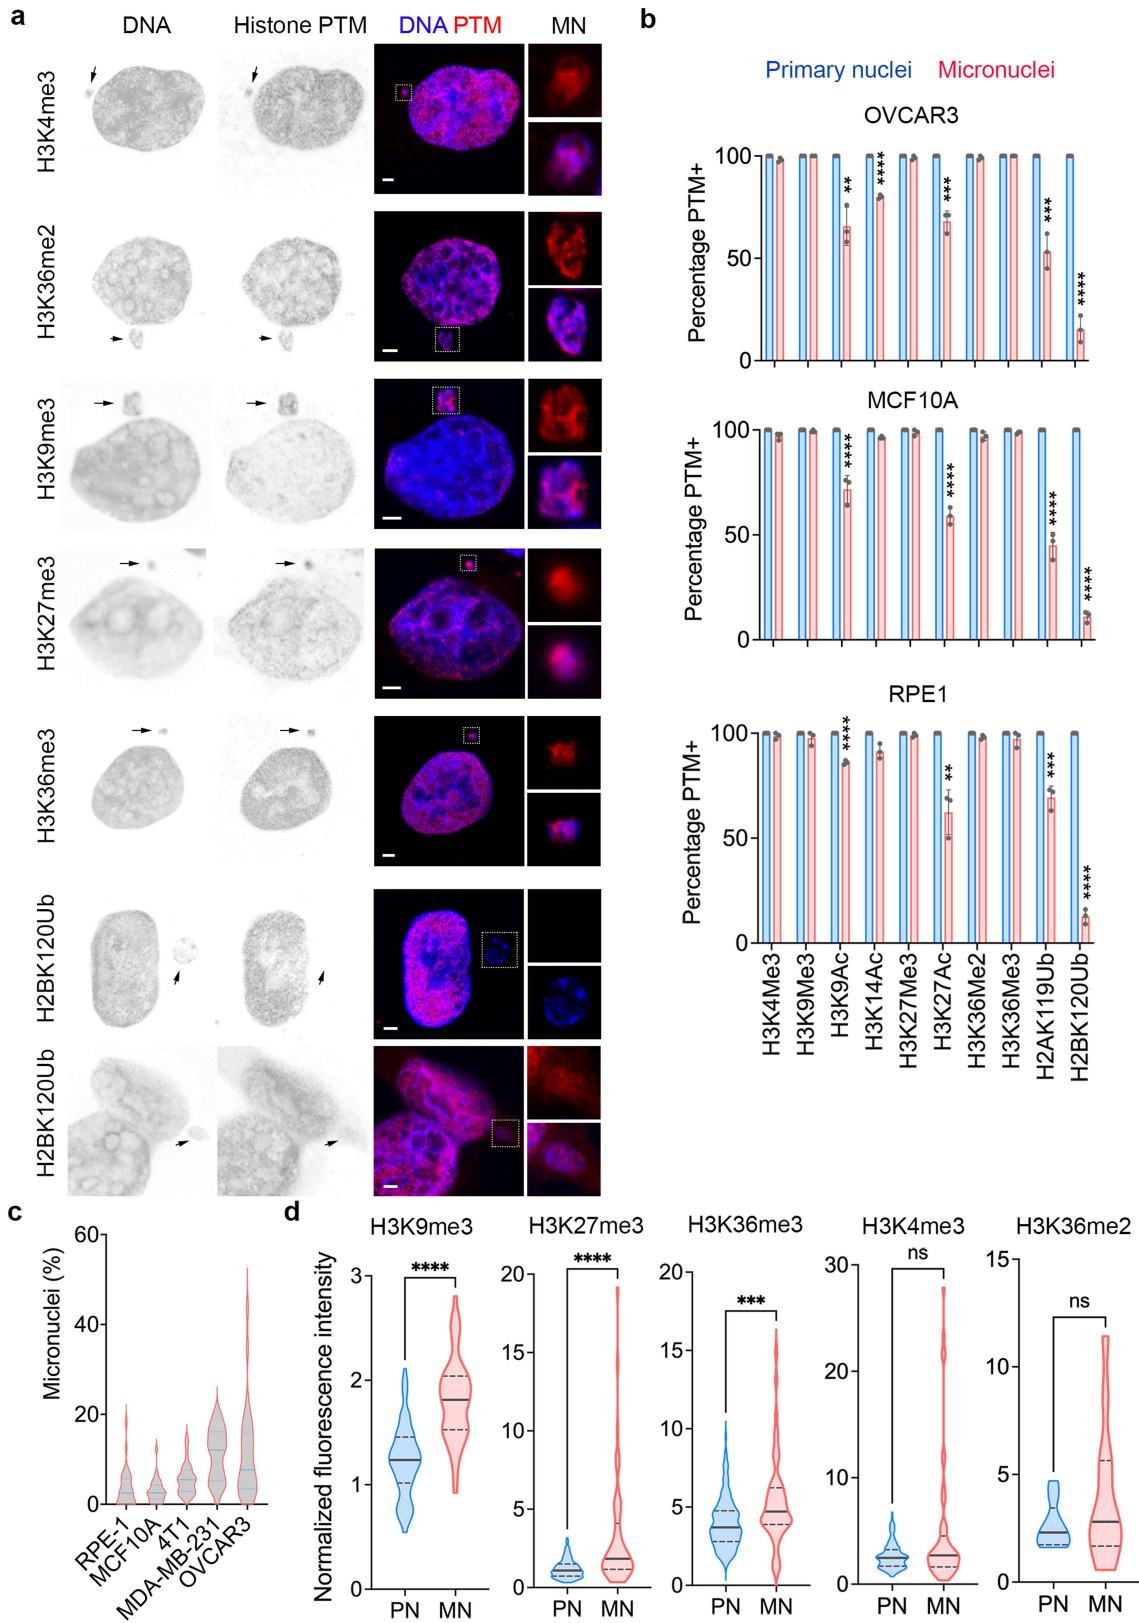 a
DNA
Histone PTM
DNA PTM
MN
H3K4me3
H3K36me2
H3K9me3
H3K27me3
H3K36me3
H2BK120Ub
H2BK120Ub
b
Primary nuclei
Micronuclei
OVCAR3
Percentage PTM+
100
50
0
**
****
***
***
****
MCF10A
Percentage PTM+
100
50
0
****
****
****
****
RPE1
Percentage PTM+
100
50
0
****
**
***
****
H3K4Me3
H3K9Me3
H3K9Ac
H3K14Ac
H3K27Me3
H3K27Ac
H3K36Me2
H3K36Me3
H2AK119Ub
H2BK120Ub
c
Micronuclei (%)
60
40
20
0
RPE-1
MCF10A
4T1
MDA-MB-231
OVCAR3
d
Normalized fluorescence intensity
H3K9me3
****
3
2
1
0
PN
MN
H3K27me3
****
20
15
10
5
0
PN
MN
H3K36me3
***
20
15
10
5
0
PN
MN
H3K4me3
ns
30
20
10
0
PN
MN
H3K36me2
ns
15
10
5
0
PN
MN